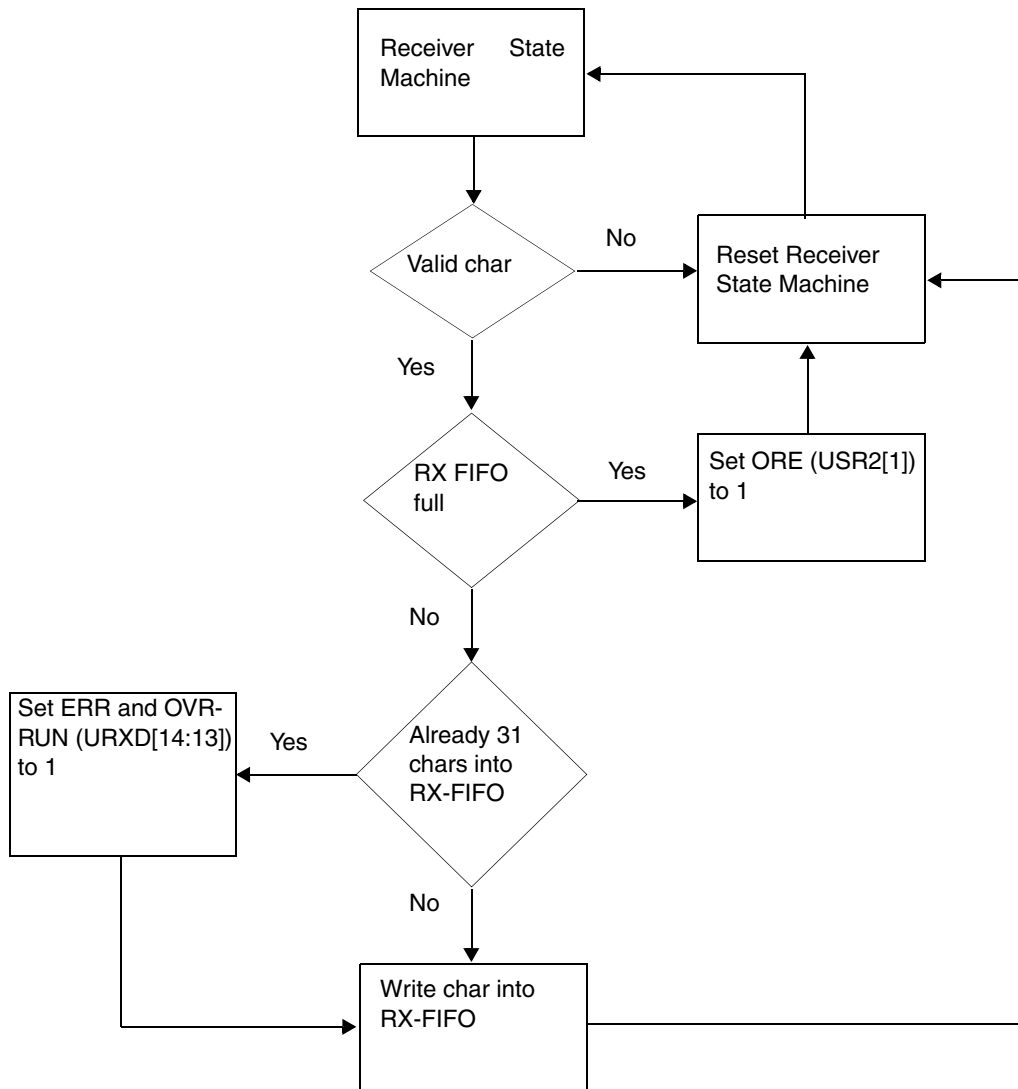 Receiver State
Machine
Valid char
No
Reset Receiver
State Machine
Yes
RX FIFO
full
Yes
Set ORE (USR2[1])
to 1
No
Set ERR and OVR-
RUN (URXD[14:13])
to 1
Yes
Already 31
chars into
RX-FIFO
No
Write char into
RX-FIFO